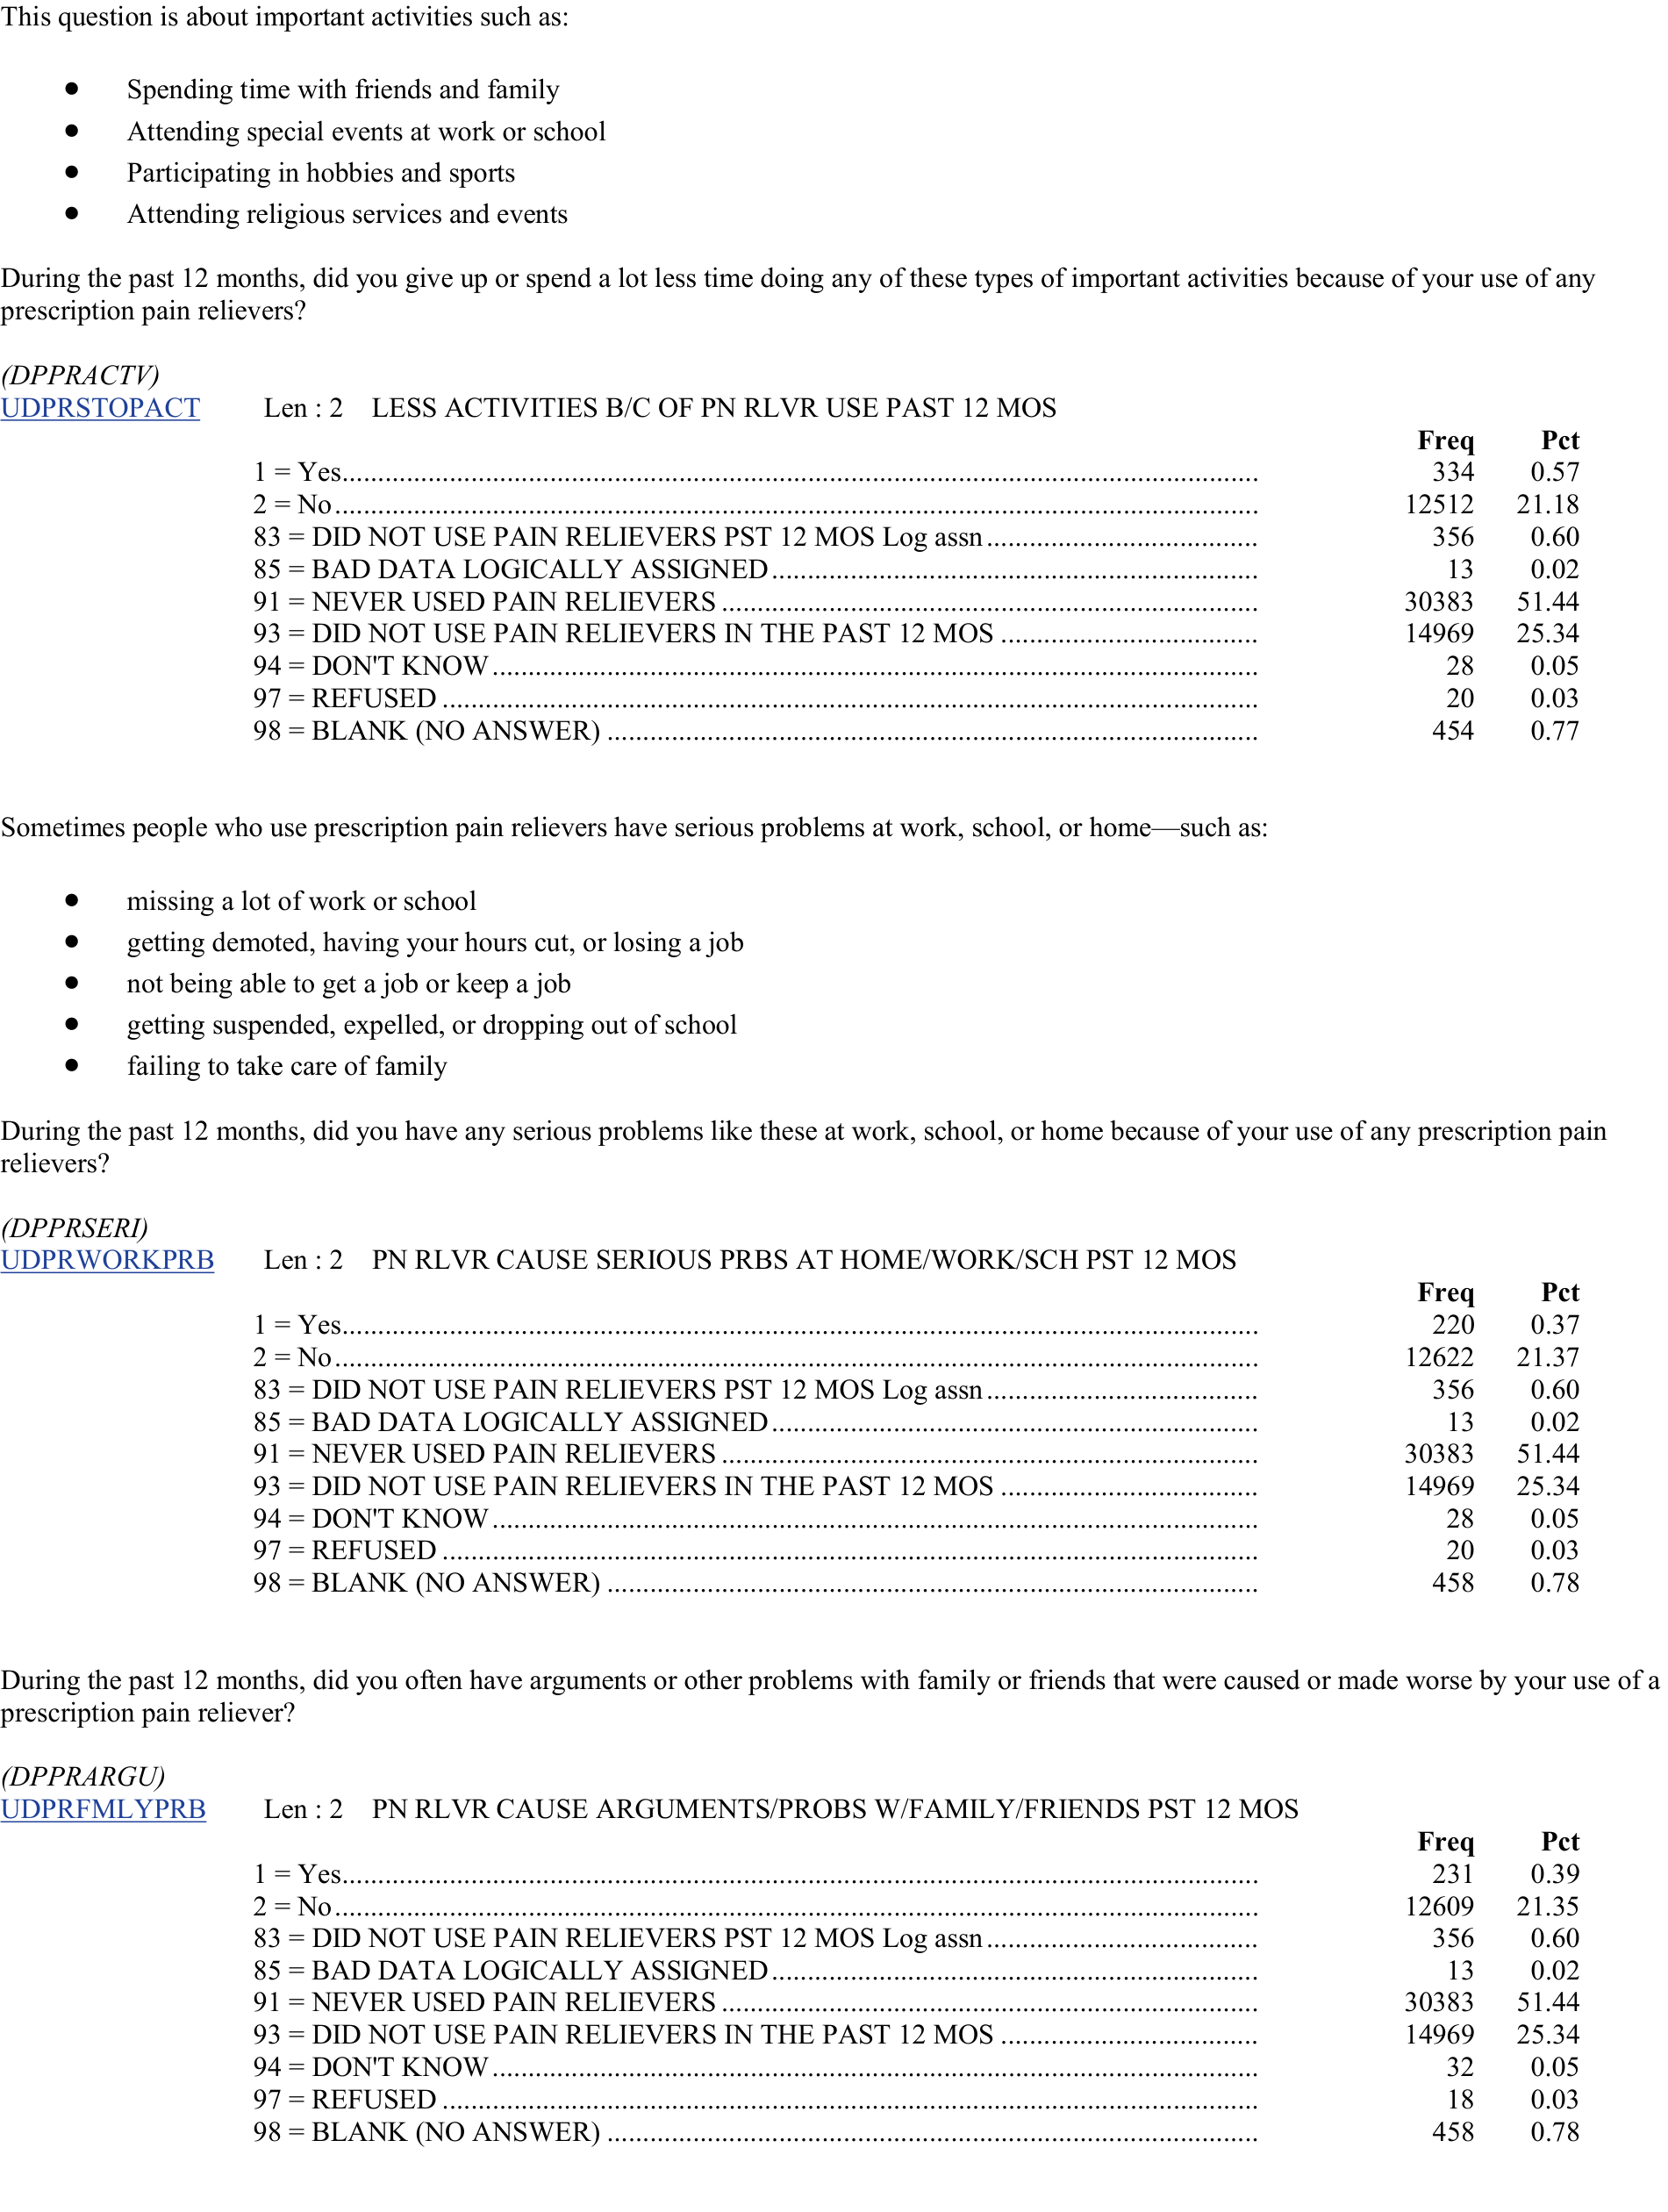 This question is about important activities such as:
• Spending time with friends and family
• Attending special events at work or school
• Participating in hobbies and sports
• Attending religious services and events
During the past 12 months, did you give up or spend a lot less time doing any of these types of important activities because of your use of any
prescription pain relievers?
(DPPRACTV)
UDPRSTOPACT Len : 2 LESS ACTIVITIES B/C OF PN RLVR USE PAST 12 MOS
Freq Pct
1 = Yes 334 0.57
2 = No 12512 21.18
83 = DID NOT USE PAIN RELIEVERS PST 12 MOS Log assn 356 0.60
85 = BAD DATA LOGICALLY ASSIGNED 13 0.02
91 = NEVER USED PAIN RELIEVERS 30383 51.44
93 = DID NOT USE PAIN RELIEVERS IN THE PAST 12 MOS 14969 25.34
94 = DON'T KNOW 28 0.05
97 = REFUSED 20 0.03
98 = BLANK (NO ANSWER) 454 0.77
Sometimes people who use prescription pain relievers have serious problems at work, school, or home—such as:
• missing a lot of work or school
• getting demoted, having your hours cut, or losing a job
• not being able to get a job or keep a job
• getting suspended, expelled, or dropping out of school
• failing to take care of family
During the past 12 months, did you have any serious problems like these at work, school, or home because of your use of any prescription pain
relievers?
(DPPRSERI)
UDPRWORKPRB Len : 2 PN RLVR CAUSE SERIOUS PRBS AT HOME/WORK/SCH PST 12 MOS
Freq Pct
1 = Yes 220 0.37
2 = No 12622 21.37
83 = DID NOT USE PAIN RELIEVERS PST 12 MOS Log assn 356 0.60
85 = BAD DATA LOGICALLY ASSIGNED 13 0.02
91 = NEVER USED PAIN RELIEVERS 30383 51.44
93 = DID NOT USE PAIN RELIEVERS IN THE PAST 12 MOS 14969 25.34
94 = DON'T KNOW 28 0.05
97 = REFUSED 20 0.03
98 = BLANK (NO ANSWER) 458 0.78
During the past 12 months, did you often have arguments or other problems with family or friends that were caused or made worse by your use of a
prescription pain reliever?
(DPPRARGU)
UDPRFMLYPRB Len : 2 PN RLVR CAUSE ARGUMENTS/PROBS W/FAMILY/FRIENDS PST 12 MOS
Freq Pct
1 = Yes 231 0.39
2 = No 12609 21.35
83 = DID NOT USE PAIN RELIEVERS PST 12 MOS Log assn 356 0.60
85 = BAD DATA LOGICALLY ASSIGNED 13 0.02
91 = NEVER USED PAIN RELIEVERS 30383 51.44
93 = DID NOT USE PAIN RELIEVERS IN THE PAST 12 MOS 14969 25.34
94 = DON'T KNOW 32 0.05
97 = REFUSED 18 0.03
98 = BLANK (NO ANSWER) 458 0.78